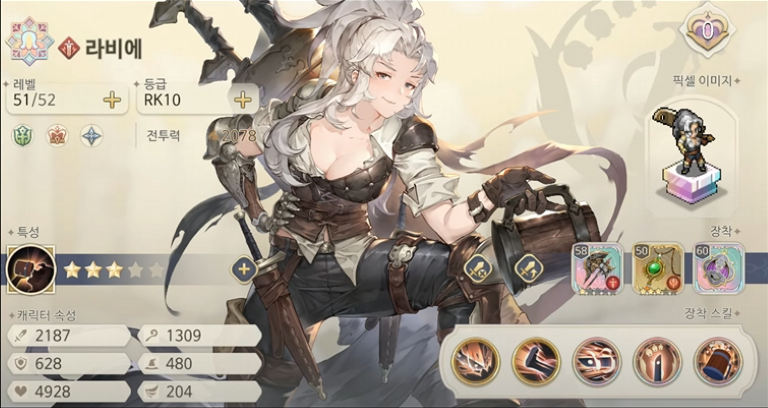 라비에
0
레벨
등급
51/52
RK10
픽셀 이미지
전투력
2078
특성
장착
58
50
60
캐릭터 속성
장착 스킬
2187
1309
628
480
4928
204